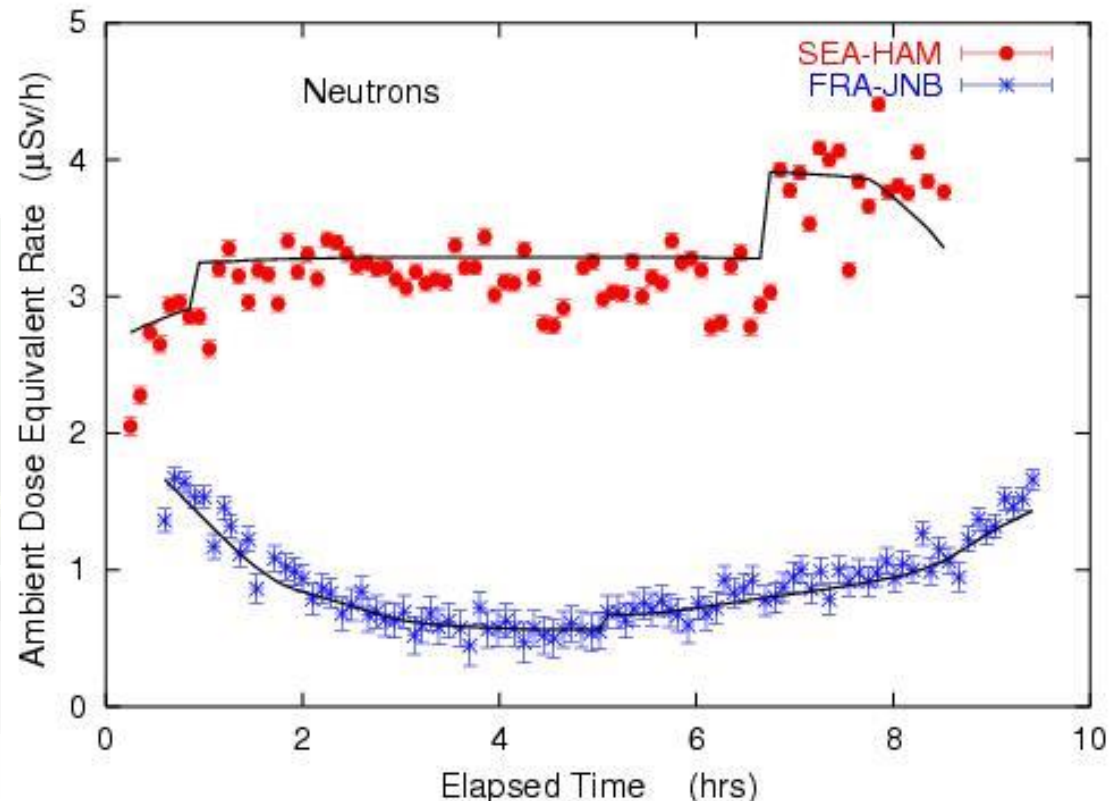 Ambient Dose Equivalent Rate (μSv/h)
5
4
3
2
1
0
Neutrons
SEA-HAM
FRA-JNB
0 2 4 6 8 10
Elapsed Time (hrs)